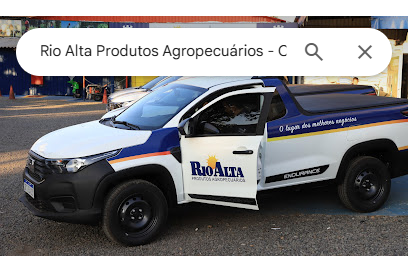 Rio Alta Produtos Agropecuários - C
O lugar dos melhores negócios
RIO ALTA
PRODUTOS AGROPECUÁRIOS
ENDURANCE